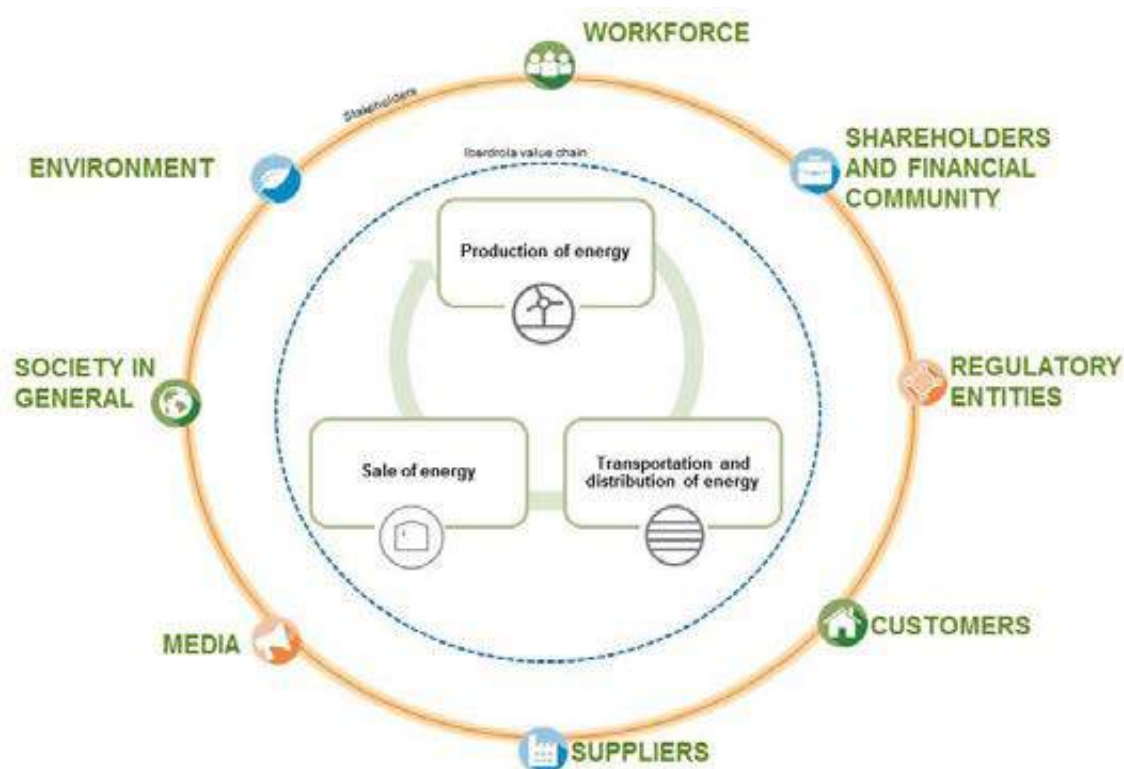 WORKFORCE
Stakeholders
SHAREHOLDERS
AND FINANCIAL
COMMUNITY
ENVIRONMENT
Iberdrola value chain
Production of energy
SOCIETY IN
GENERAL
REGULATORY
ENTITIES
Sale of energy
Transportation and
distribution of energy
MEDIA
CUSTOMERS
SUPPLIERS